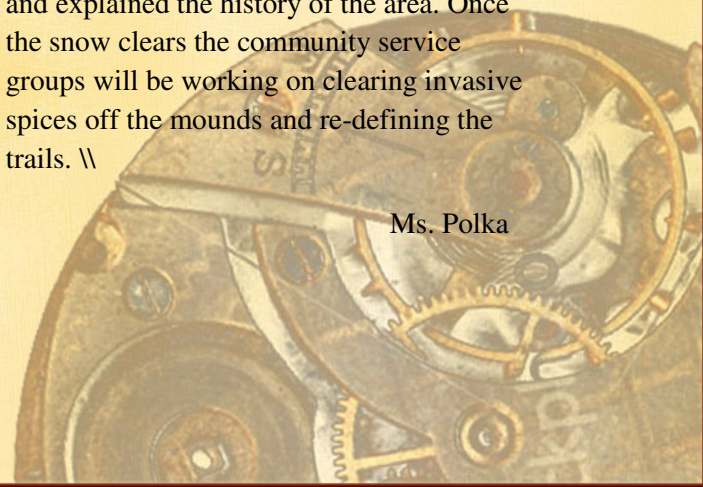 and explained the history of the area. Once
the snow clears the community service
groups will be working on clearing invasive
spices off the mounds and re-defining the
trails. \\
Ms. Polka